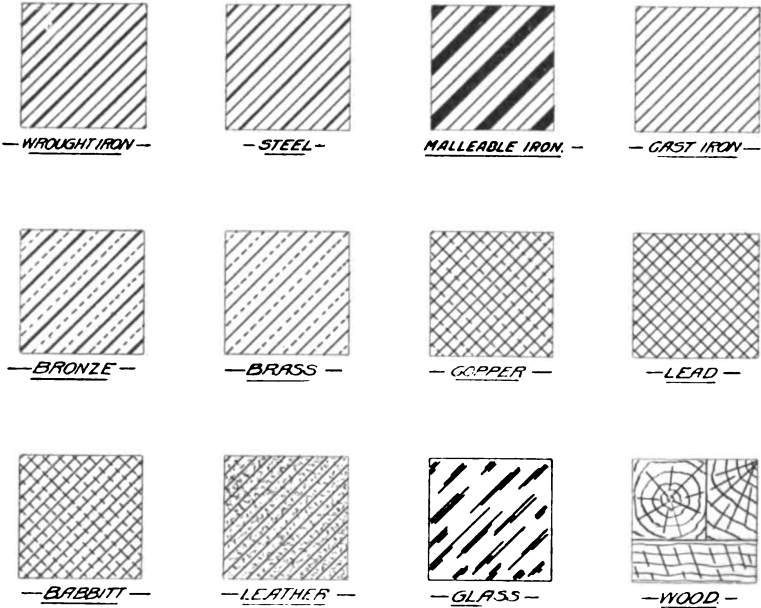 — WROUGHT IRON —
— STEEL —
MALLEABLE IRON. —
— CAST IRON —
— BRONZE —
— BRASS —
— COPPER —
— LEAD —
— BABBITT —
— LEATHER —
— GLASS —
— WOOD. —